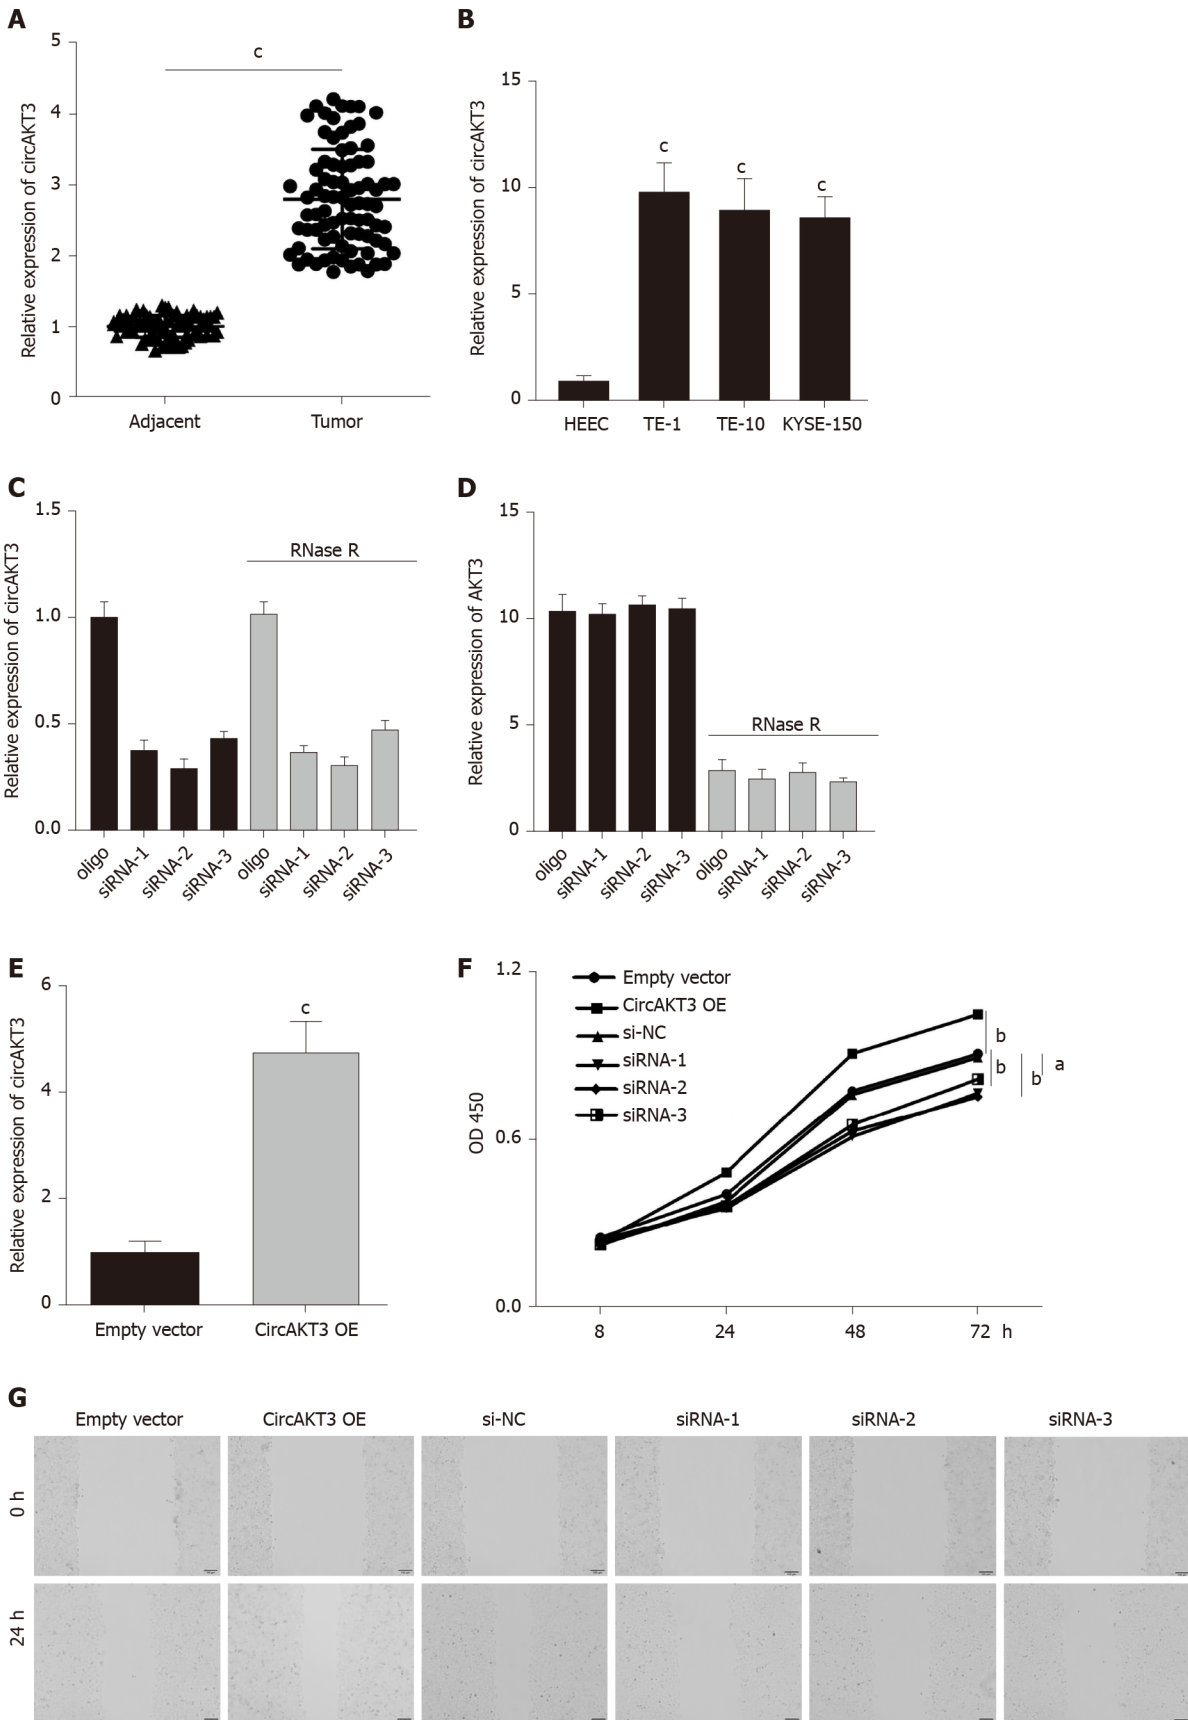 A
Relative expression of circAKT3
5
4
3
2
1
0
c
Adjacent
Tumor
B
Relative expression of circAKT3
15
10
5
0
c
c
c
HEEC
TE-1
TE-10
KYSE-150
C
Relative expression of circAKT3
1.5
1.0
0.5
0.0
RNase R
oligo
siRNA-1
siRNA-2
siRNA-3
oligo
siRNA-1
siRNA-2
siRNA-3
D
Relative expression of AKT3
15
10
5
0
RNase R
oligo
siRNA-1
siRNA-2
siRNA-3
oligo
siRNA-1
siRNA-2
siRNA-3
E
Relative expression of circAKT3
6
4
2
0
c
Empty vector
CircAKT3 OE
F
OD 450
1.2
0.6
0.0
Empty vector
CircAKT3 OE
si-NC
siRNA-1
siRNA-2
siRNA-3
b
b
b
a
8
24
48
72 h
G
Empty vector
CircAKT3 OE
si-NC
siRNA-1
siRNA-2
siRNA-3
0 h
24 h